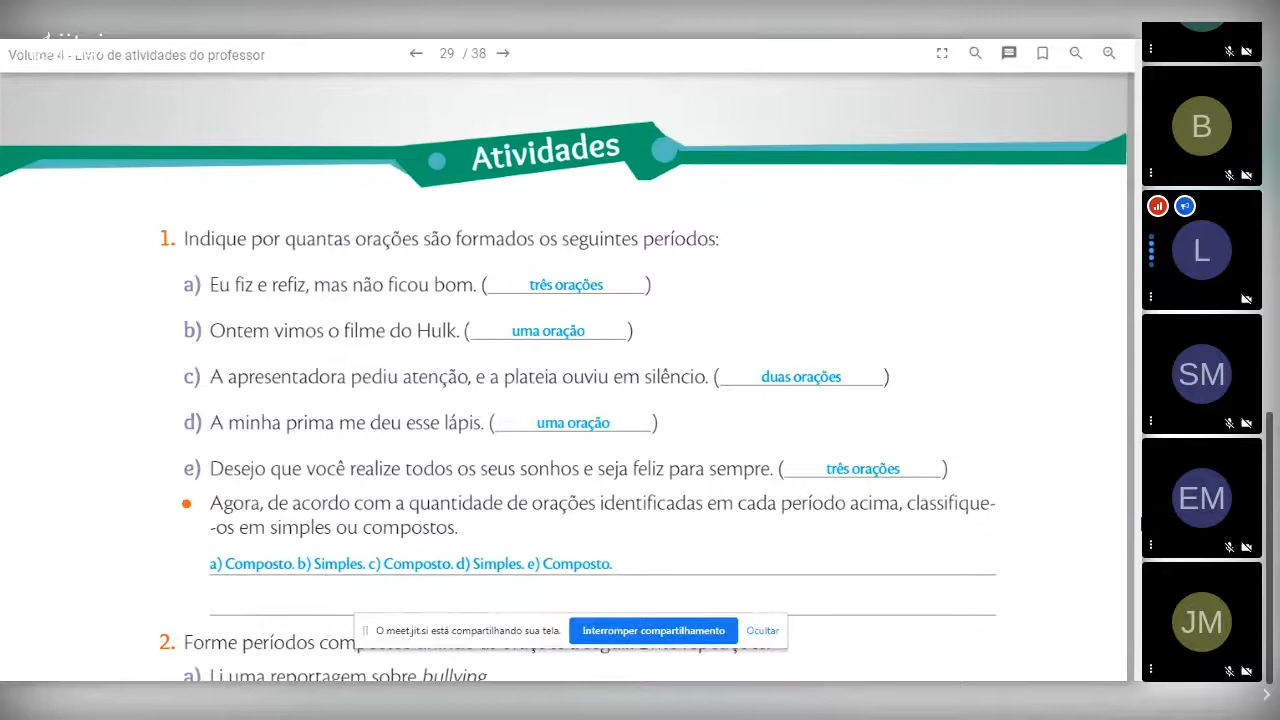 Volume 4 - Livro de atividades do professor
29 / 38
Atividades
1. Indique por quantas orações são formados os seguintes períodos:
a) Eu fiz e refiz, mas não ficou bom. (três orações)
b) Ontem vimos o filme do Hulk. (uma oração)
c) A apresentadora pediu atenção, e a plateia ouviu em silêncio. (duas orações)
d) A minha prima me deu esse lápis. (uma oração)
e) Desejo que você realize todos os seus sonhos e seja feliz para sempre. (três orações)
• Agora, de acordo com a quantidade de orações identificadas em cada período acima, classifique-
-os em simples ou compostos.
a) Composto. b) Simples. c) Composto. d) Simples. e) Composto.
O meet.jit.si está compartilhando sua tela. Interromper compartilhamento Ocultar
2. Forme períodos
a) Li uma reportagem sobre bullying
B
L
SM
EM
JM